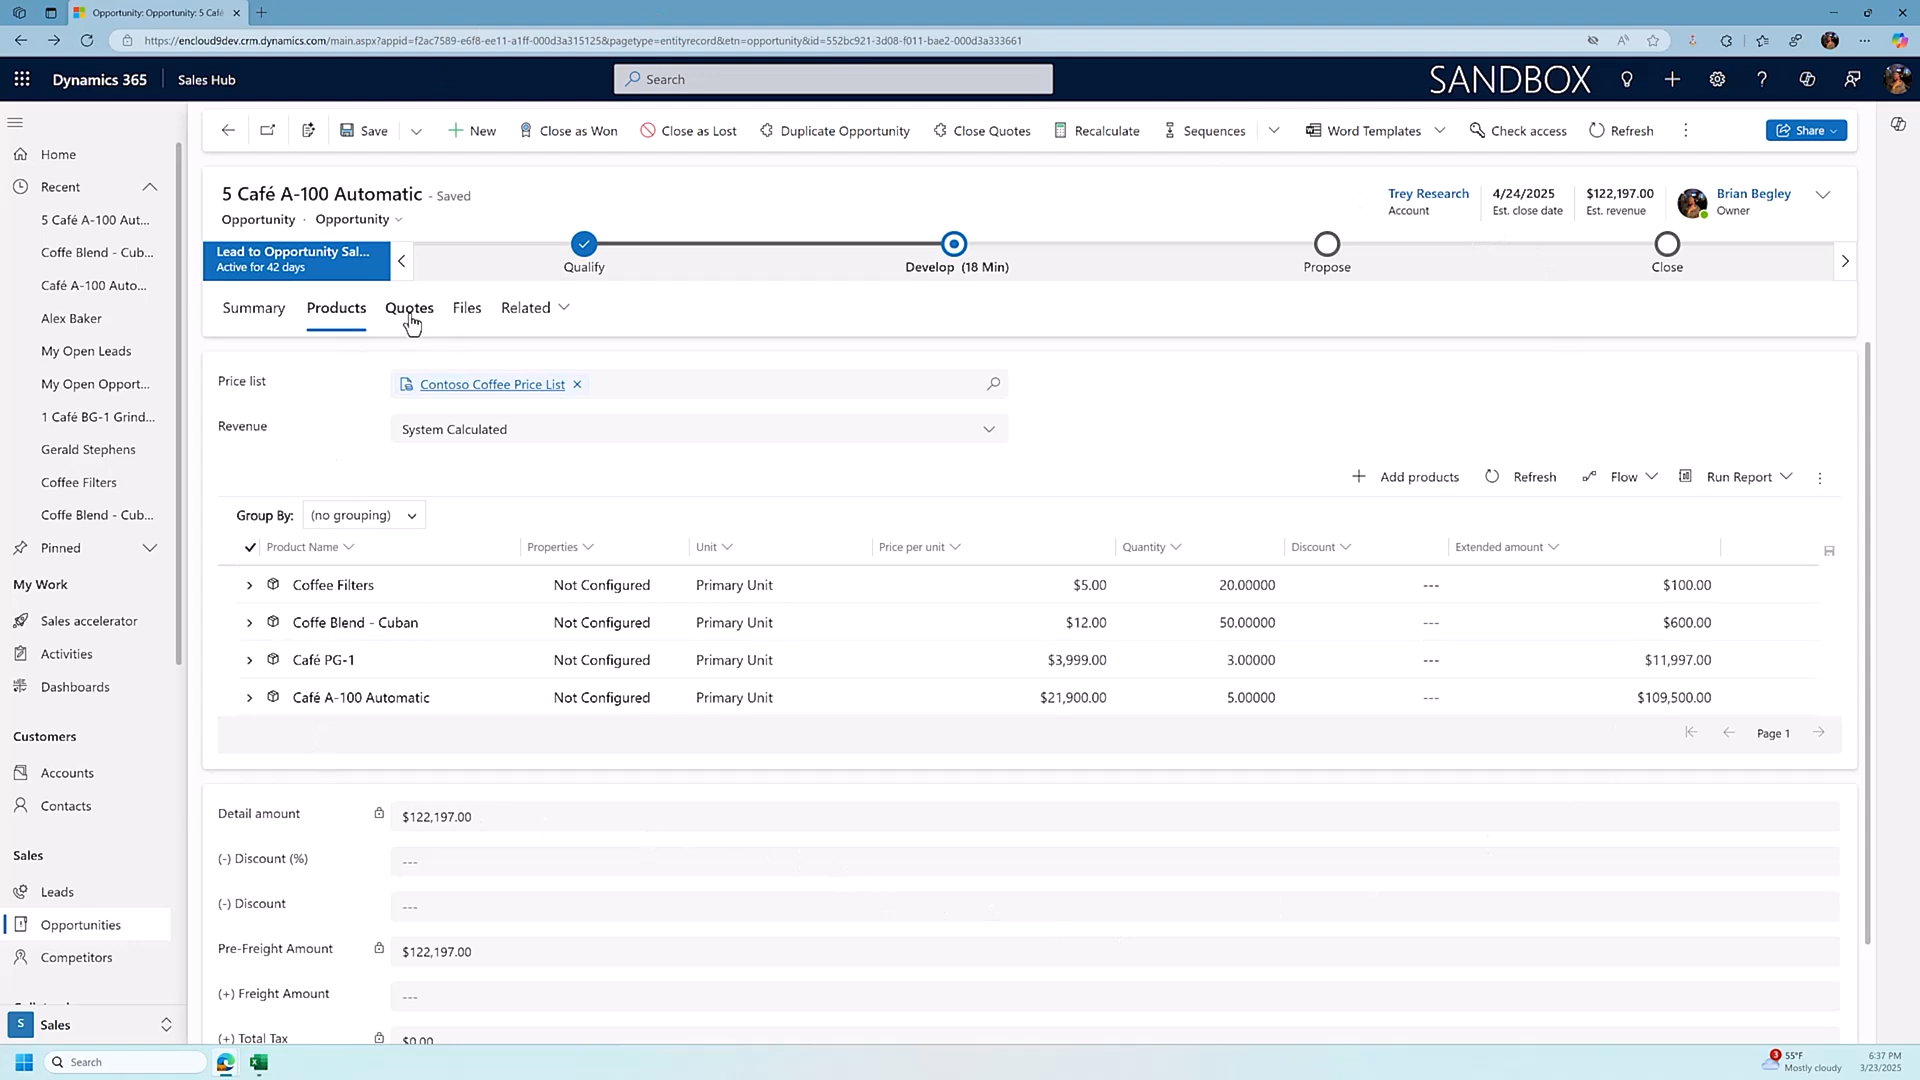 Opportunity: Opportunity: 5 Café
https://encloud9dev.crm.dynamics.com/main.aspx?appid=f2ac7589-e6f8-ee11-a1ff-000d3a315125&pagetype=entityrecord&etn=opportunity&id=552bc921-3d08-f011-bae2-000d3a333661
Dynamics 365
Sales Hub
Search
SANDBOX
Save
New
Close as Won
Close as Lost
Duplicate Opportunity
Close Quotes
Recalculate
Sequences
Word Templates
Check access
Refresh
Share
Home
Recent
5 Café A-100 Aut...
Coffe Blend - Cub...
Café A-100 Auto...
Alex Baker
My Open Leads
My Open Opport...
1 Café BG-1 Grind...
Gerald Stephens
Coffee Filters
Coffe Blend - Cub...
Pinned
My Work
Sales accelerator
Activities
Dashboards
Customers
Accounts
Contacts
Sales
Leads
Opportunities
Competitors
S
Sales
5 Café A-100 Automatic - Saved
Opportunity · Opportunity
Trey Research
Account
4/24/2025
Est. close date
$122,197.00
Est. revenue
Brian Begley
Owner
Lead to Opportunity Sal...
Active for 42 days
Qualify
Develop (18 Min)
Propose
Close
Summary
Products
Quotes
Files
Related
Price list
Contoso Coffee Price List
Revenue
System Calculated
Add products
Refresh
Flow
Run Report
Group By: (no grouping)
Product Name Properties Unit Price per unit Quantity Discount Extended amount
Coffee Filters Not Configured Primary Unit $5.00 20.00000 --- $100.00
Coffe Blend - Cuban Not Configured Primary Unit $12.00 50.00000 --- $600.00
Café PG-1 Not Configured Primary Unit $3,999.00 3.00000 --- $11,997.00
Café A-100 Automatic Not Configured Primary Unit $21,900.00 5.00000 --- $109,500.00
Page 1
Detail amount $122,197.00
(-) Discount (%) ---
(-) Discount ---
Pre-Freight Amount $122,197.00
(+) Freight Amount ---
(+) Total Tax $0.00
Search
3
55°F
Mostly cloudy
6:37 PM
3/23/2025